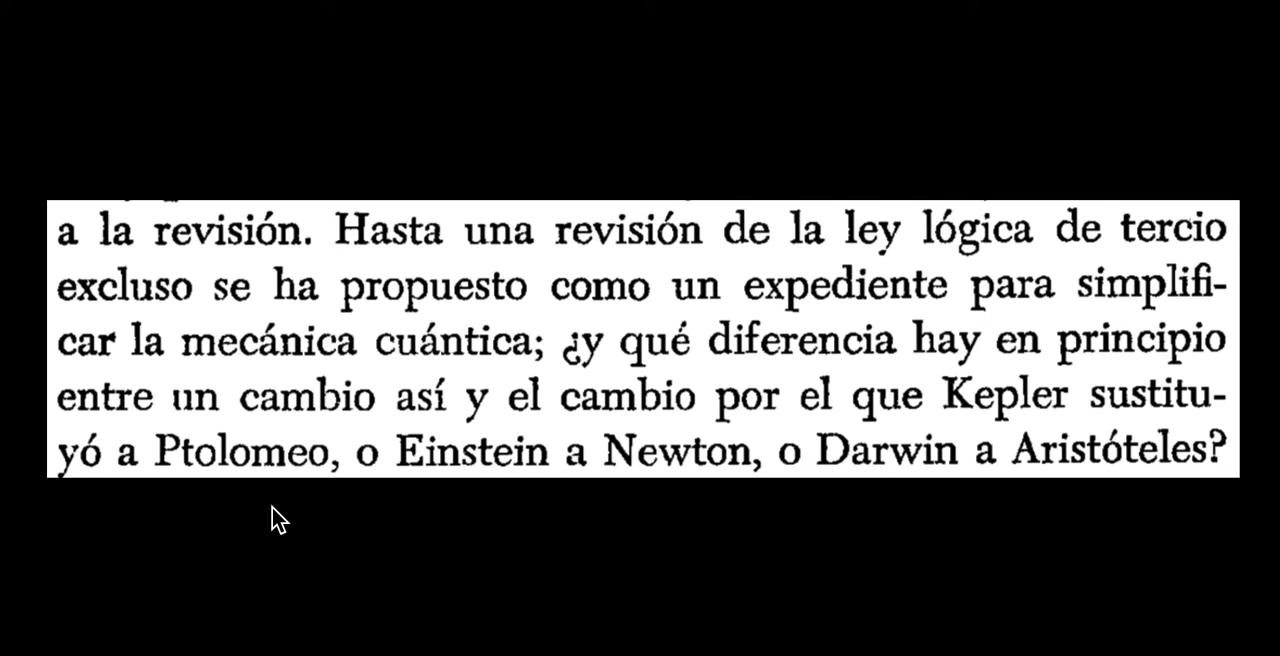 a la revisión. Hasta una revisión de la ley lógica de tercio
excluso se ha propuesto como un expediente para simplifi-
car la mecánica cuántica; ¿y qué diferencia hay en principio
entre un cambio así y el cambio por el que Kepler sustitu-
yó a Ptolomeo, o Einstein a Newton, o Darwin a Aristóteles?